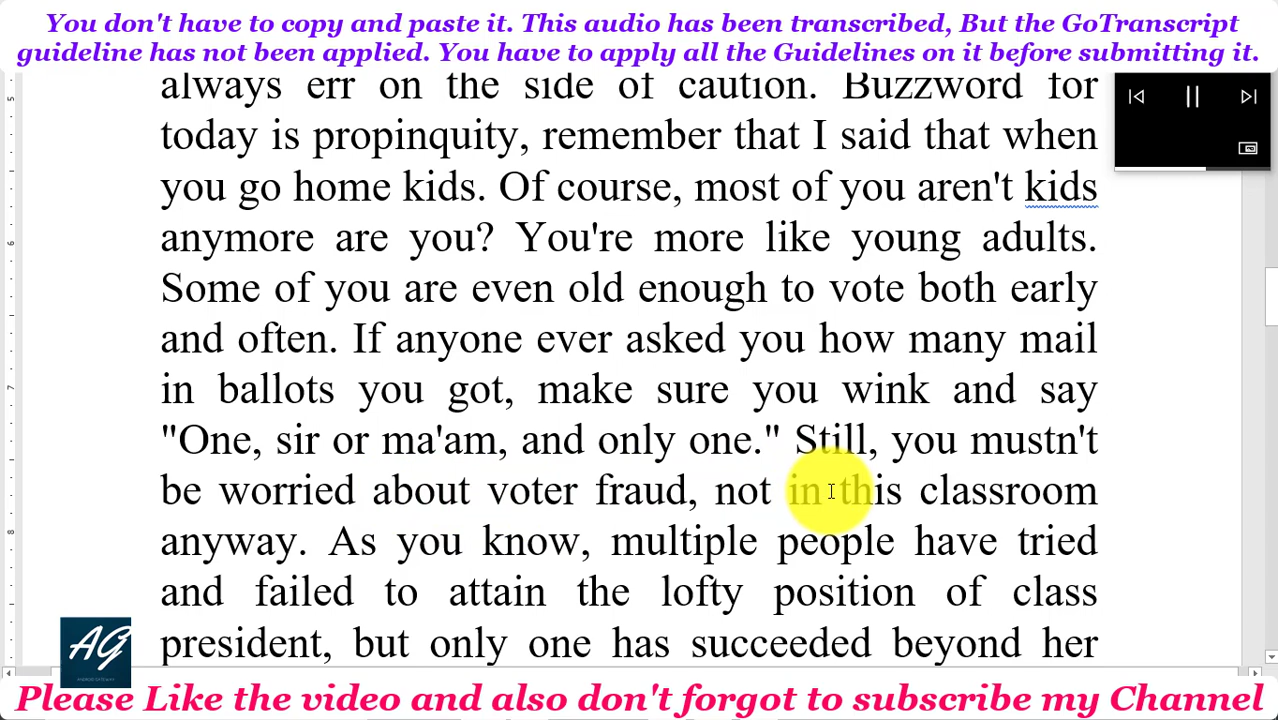 You don't have to copy and paste it. This audio has been transcribed, But the GoTranscript
guideline has not been applied. You have to apply all the Guidelines on it before submitting it.
always err on the side of caution. Buzzword for
today is propinquity, remember that I said that when
you go home kids. Of course, most of you aren't kids
anymore are you? You're more like young adults.
Some of you are even old enough to vote both early
and often. If anyone ever asked you how many mail
in ballots you got, make sure you wink and say
"One, sir or ma'am, and only one." Still, you mustn't
be worried about voter fraud, not in this classroom
anyway. As you know, multiple people have tried
and failed to attain the lofty position of class
president, but only one has succeeded beyond her
5
6
7
8
AG
Please Like the video and also don't forgot to subscribe my Channel